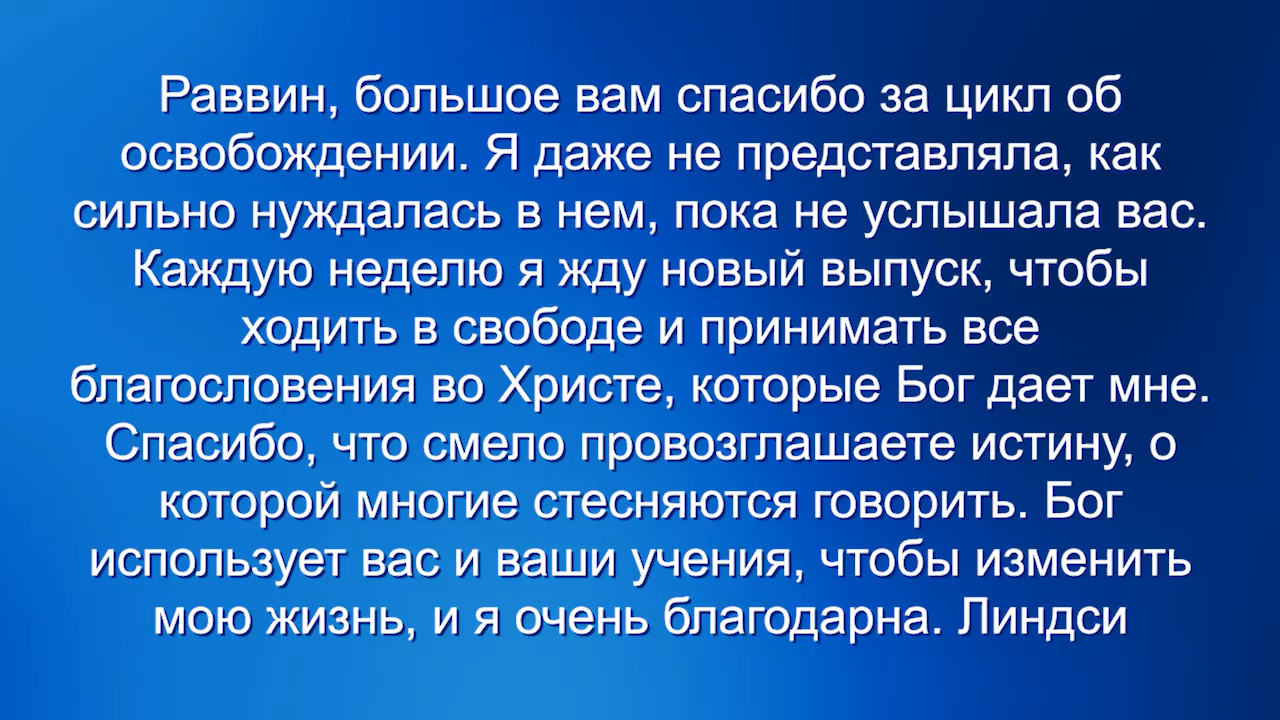 Раввин, большое вам спасибо за цикл об
освобождении. Я даже не представляла, как
сильно нуждалась в нем, пока не услышала вас.
Каждую неделю я жду новый выпуск, чтобы
ходить в свободе и принимать все
благословения во Христе, которые Бог дает мне.
Спасибо, что смело провозглашаете истину, о
которой многие стесняются говорить. Бог
использует вас и ваши учения, чтобы изменить
мою жизнь, и я очень благодарна. Линдси